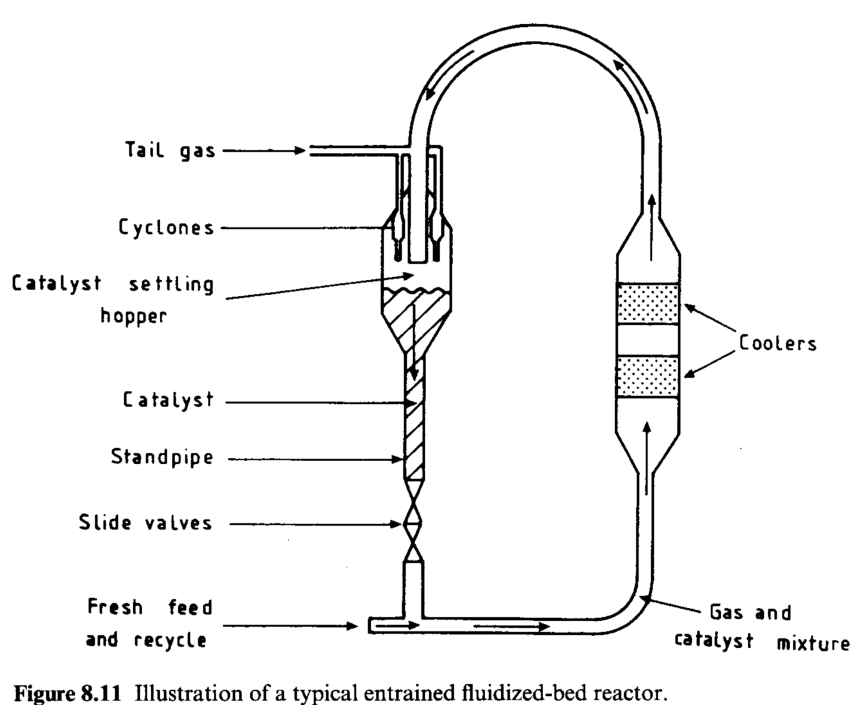 Tail gas
Cyclones
Catalyst settling
hopper
Catalyst
Standpipe
Slide valves
Fresh feed
and recycle
Coolers
Gas and
catalyst mixture
Figure 8.11 Illustration of a typical entrained fluidized-bed reactor.